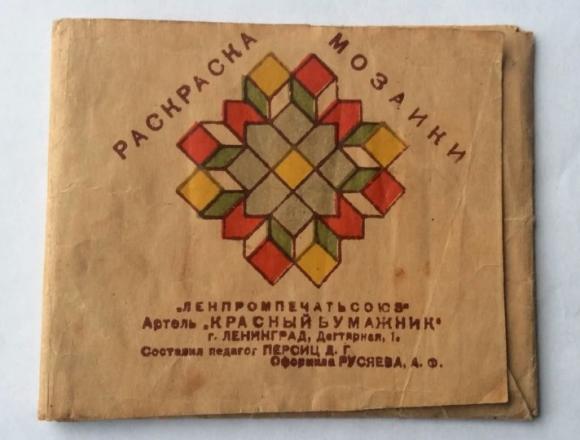 РАСКРАСКА МОЗАИКИ
„ЛЕНПРОМПЕЧАТЬСОЮЗ"
Артель „КРАСНЫЙ БУМАЖНИК"
г. ЛЕНИНГРАД, Дегтярная, 1.
Составил педагог ПЕРСИЦ Д. Г.
Оформила РУСЯЕВА, А. Ф.